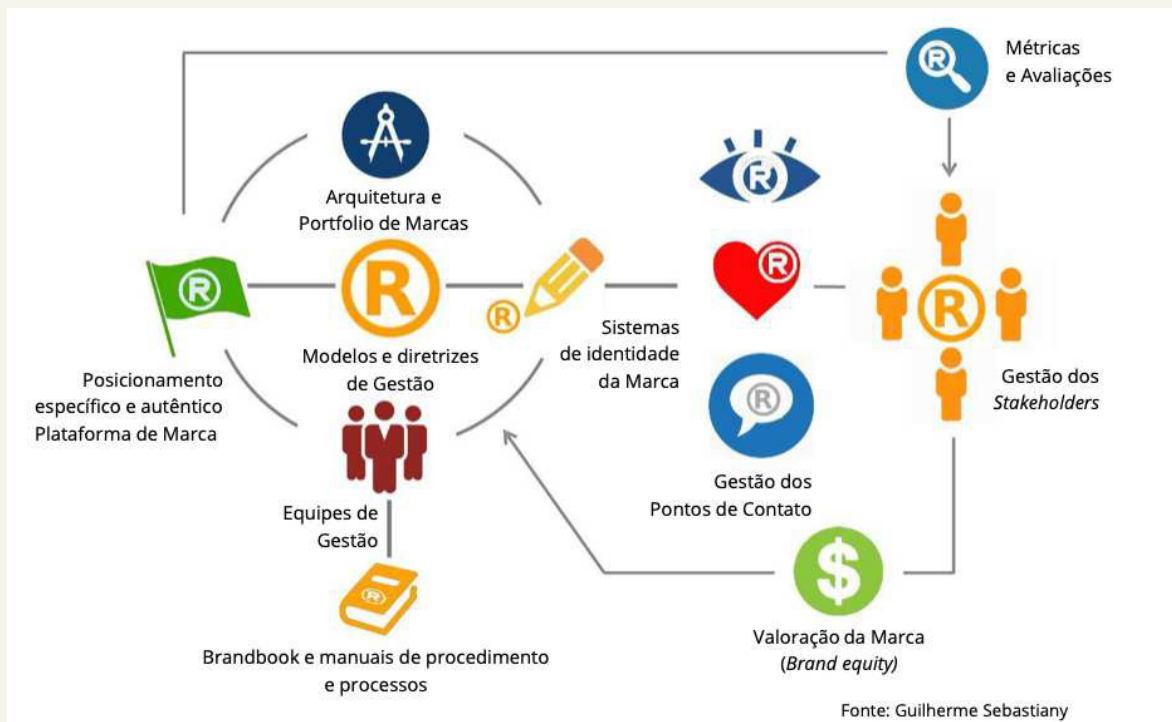 Métricas
e Avaliações
Arquitetura e
Portfolio de Marcas
R
R
R
R
R
R
R
R
Modelos e diretrizes
de Gestão
Sistemas
de identidade
da Marca
Posicionamento
específico e autêntico
Plataforma de Marca
R
Gestão dos
Stakeholders
Gestão dos
Pontos de Contato
Equipes de
Gestão
R
$
Valoração da Marca
(Brand equity)
Brandbook e manuais de procedimento
e processos
Fonte: Guilherme Sebastiany